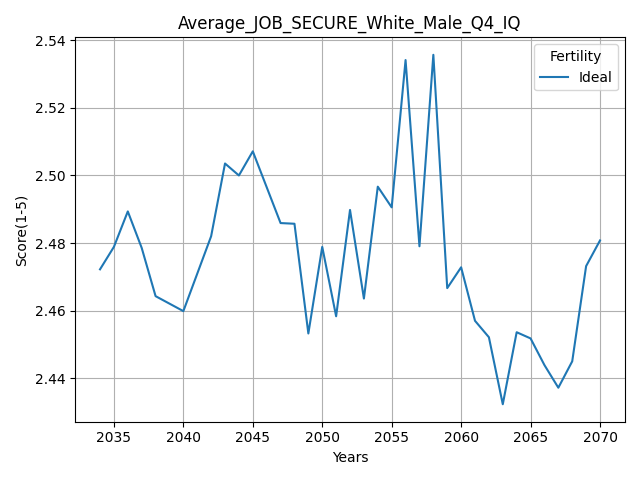 Average_JOB_SECURE_White_Male_Q4_IQ
Fertility
Ideal
Score(1-5)
2.54
2.52
2.50
2.48
2.46
2.44
2035 2040 2045 2050 2055 2060 2065 2070
Years